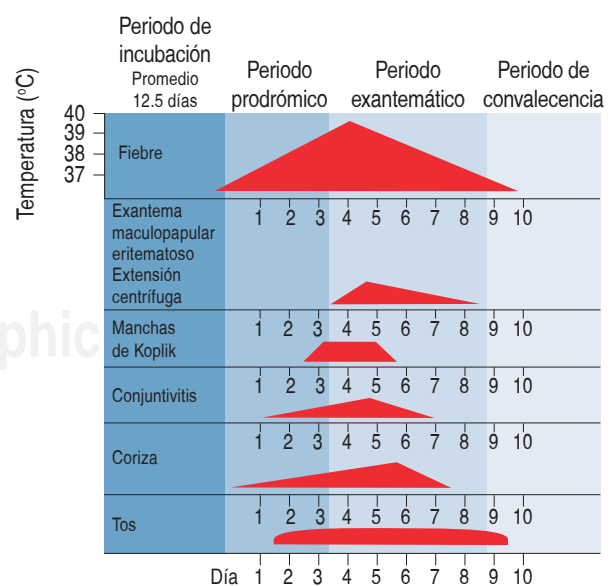 Periodo de
incubación
Promedio
12.5 días
Periodo
prodrómico
Periodo
exantemático
Periodo de
convalecencia
Temperatura (ºC)
40
39
38
37
Fiebre
1 2 3 4 5 6 7 8 9 10
Exantema
maculopapular
eritematoso
Extensión
centrífuga
1 2 3 4 5 6 7 8 9 10
Manchas
de Koplik
1 2 3 4 5 6 7 8 9 10
Conjuntivitis
1 2 3 4 5 6 7 8 9 10
Coriza
1 2 3 4 5 6 7 8 9 10
Tos
Día 1 2 3 4 5 6 7 8 9 10
phic